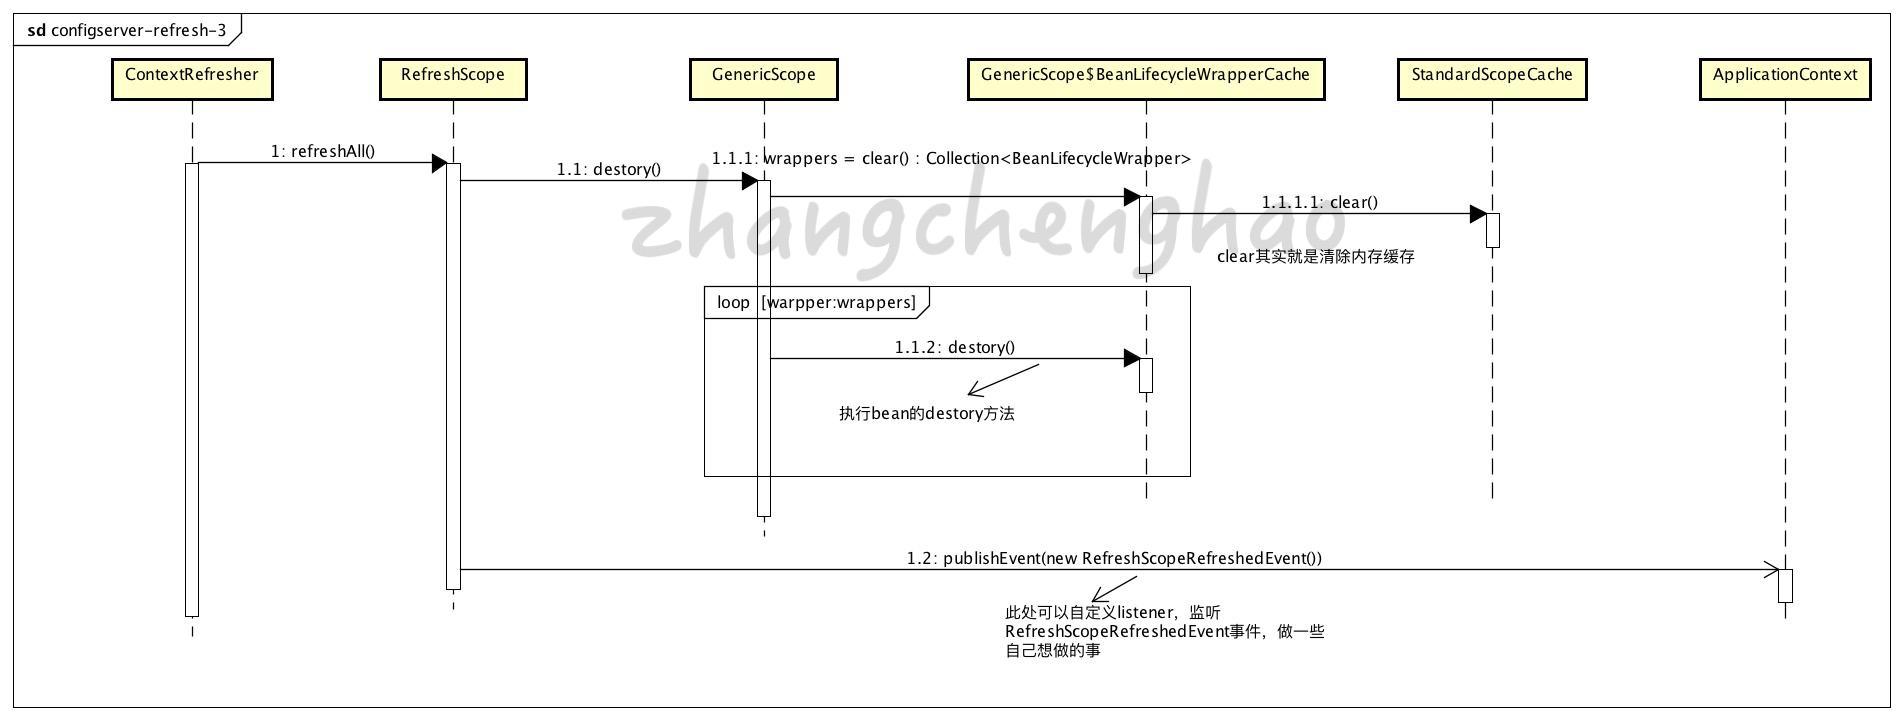 sd configserver-refresh-3
ContextRefresher
RefreshScope
GenericScope
GenericScope$BeanLifecycleWrapperCache
StandardScopeCache
ApplicationContext
1: refreshAll()
1.1: destory()
1.1.1: wrappers = clear() : Collection<BeanLifecycleWrapper>
1.1.1.1: clear()
zhangchenghao
clear其实就是清除内存缓存
loop [warpper:wrappers]
1.1.2: destory()
执行bean的destory方法
1.2: publishEvent(new RefreshScopeRefreshedEvent())
此处可以自定义listener，监听
RefreshScopeRefreshedEvent事件，做一些
自己想做的事